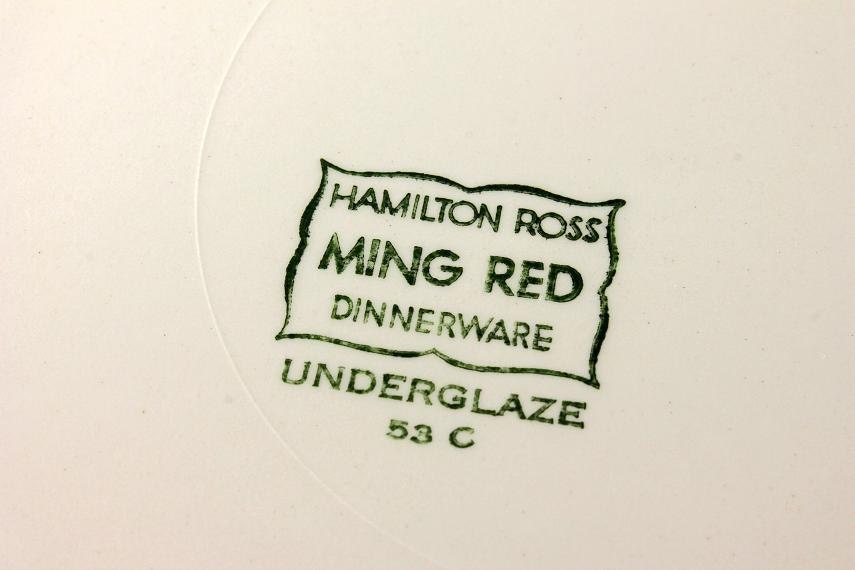 HAMILTON ROSS
MING RED
DINNERWARE
UNDERGLAZE
53 C